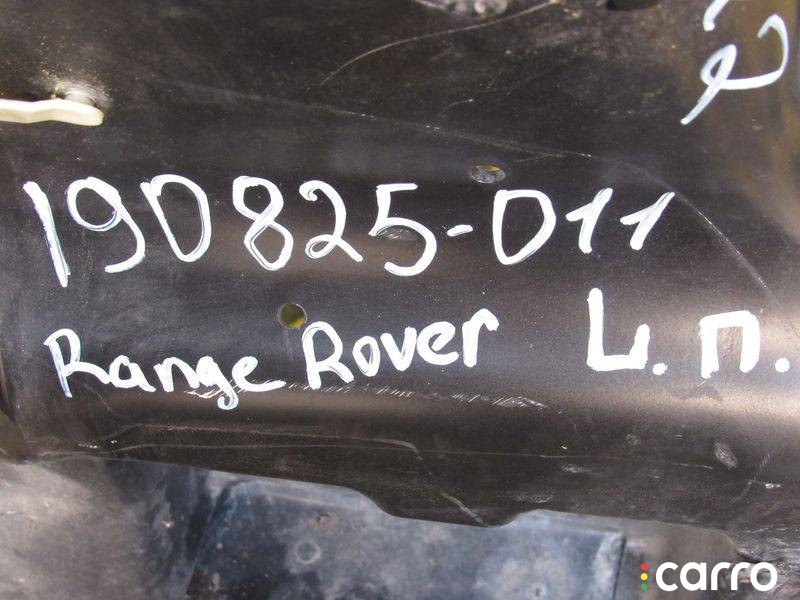 190825-011
Range Rover L.П.
carro